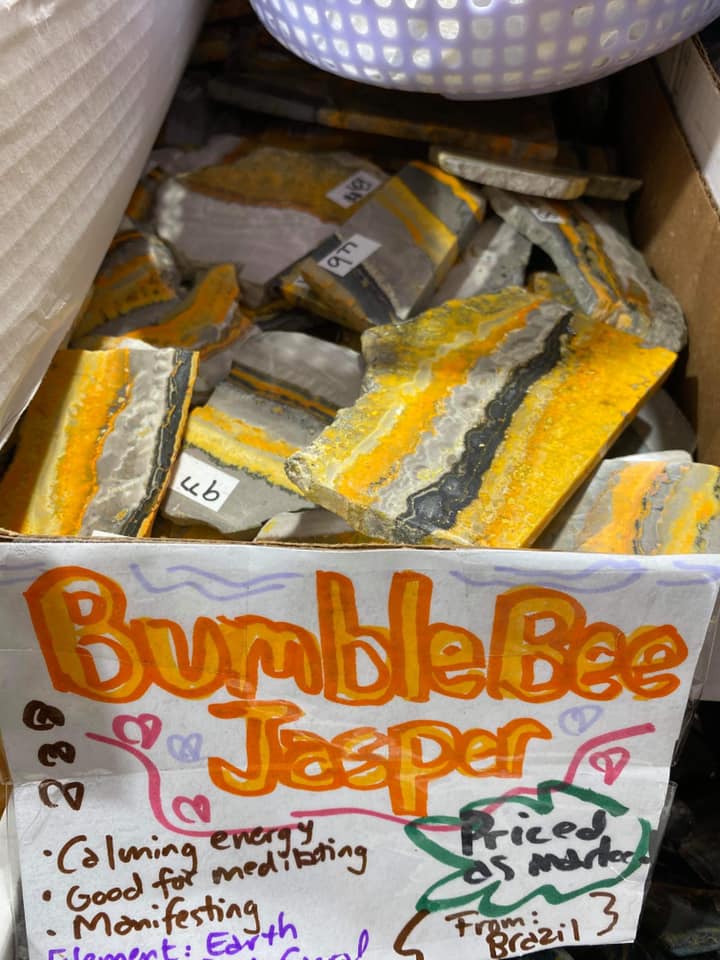 BumbleBee
Jasper
• Calming energy
• Good for meditating
• Manifesting
Element: Earth
Priced
as marked
From:
Brazil